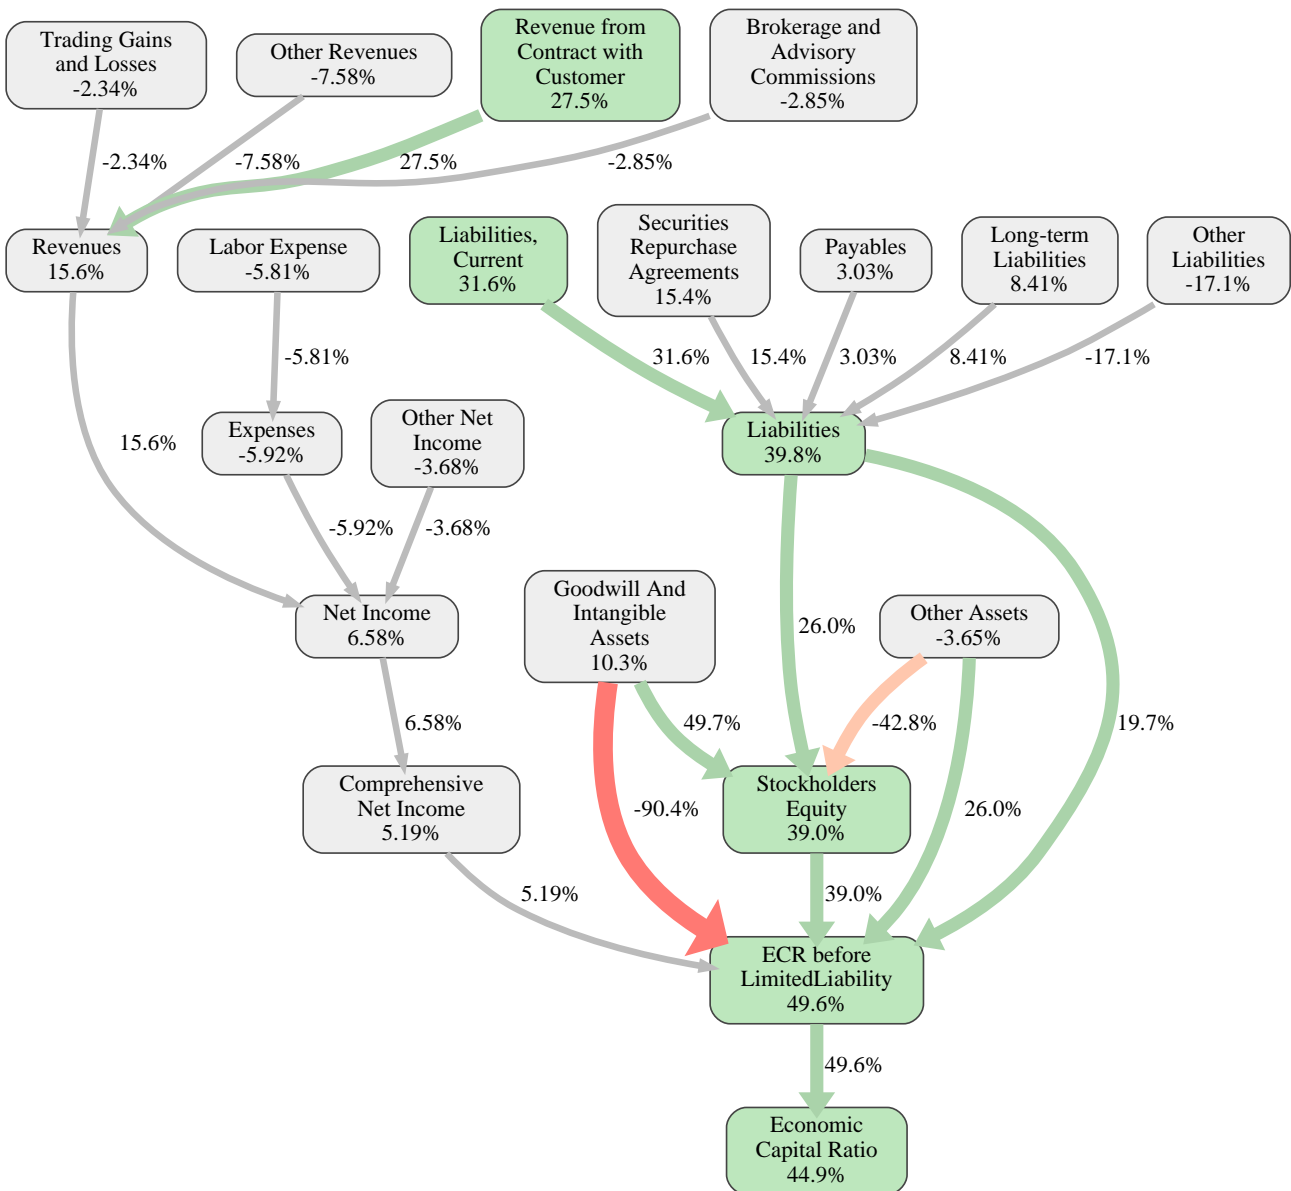 Trading Gains
and Losses
-2.34%
Other Revenues
-7.58%
Revenue from
Contract with
Customer
27.5%
Brokerage and
Advisory
Commissions
-2.85%
-2.34%
-7.58%
27.5%
-2.85%
Revenues
15.6%
Labor Expense
-5.81%
Liabilities,
Current
31.6%
Securities
Repurchase
Agreements
15.4%
Payables
3.03%
Long-term
Liabilities
8.41%
Other
Liabilities
-17.1%
-5.81%
31.6%
15.4%
3.03%
8.41%
-17.1%
15.6%
Expenses
-5.92%
Other Net
Income
-3.68%
Liabilities
39.8%
-5.92%
-3.68%
Net Income
6.58%
Goodwill And
Intangible
Assets
10.3%
26.0%
Other Assets
-3.65%
6.58%
49.7%
-42.8%
19.7%
Comprehensive
Net Income
5.19%
-90.4%
Stockholders
Equity
39.0%
26.0%
5.19%
39.0%
ECR before
LimitedLiability
49.6%
49.6%
Economic
Capital Ratio
44.9%